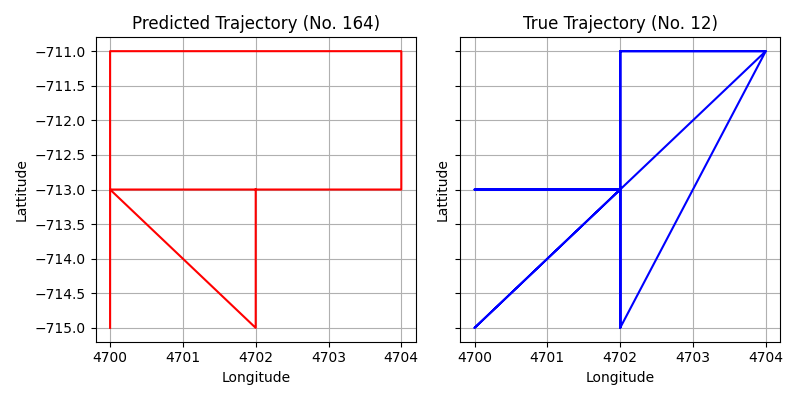 Predicted Trajectory (No. 164)
True Trajectory (No. 12)
−711.0
−711.5
−712.0
−712.5
−713.0
−713.5
−714.0
−714.5
−715.0
Lattitude
Lattitude
4700 4701 4702 4703 4704
4700 4701 4702 4703 4704
Longitude
Longitude